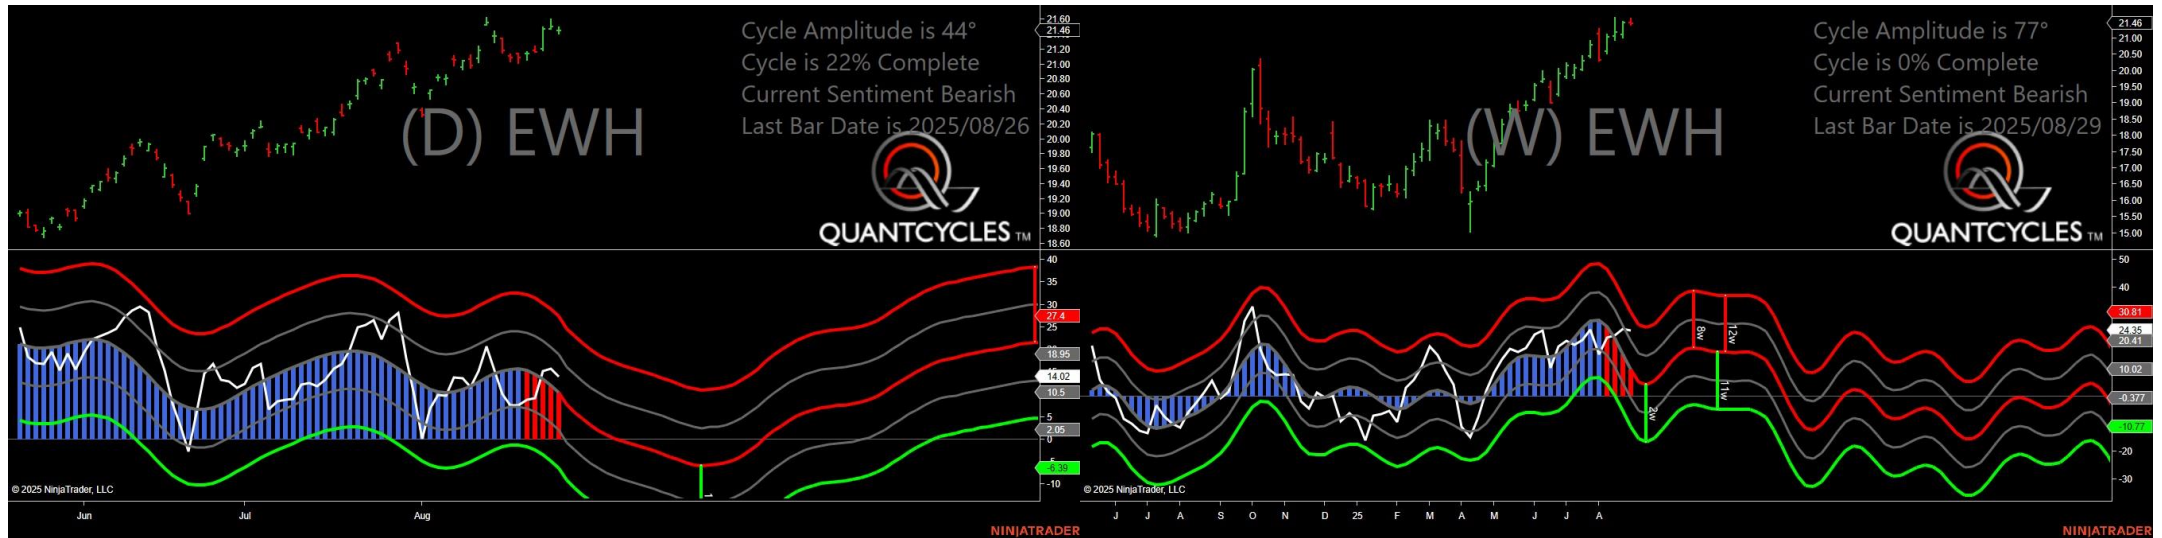 Cycle Amplitude is 44°
Cycle is 22% Complete
Current Sentiment Bearish
Last Bar Date is 2025/08/26
(D) EWH
QUANTCYCLES TM
21.60
21.46
21.20
21.00
20.80
20.60
20.40
20.20
20.00
19.80
19.60
19.40
19.20
19.00
18.80
18.60
40
35
30
27.4
25
18.95
14.02
10.5
5
2.05
0
-6.39
-10
© 2025 NinjaTrader, LLC
Jun Jul Aug
NINJATRADER
Cycle Amplitude is 77°
Cycle is 0% Complete
Current Sentiment Bearish
Last Bar Date is 2025/08/29
(W) EWH
QUANTCYCLES TM
21.46
21.00
20.50
20.00
19.50
19.00
18.50
18.00
17.50
17.00
16.50
16.00
15.50
15.00
50
40
30.81
24.35
20.41
10.02
-0.377
-10.77
-20
-30
8w
12w
11w
2w
© 2025 NinjaTrader, LLC
J J A S O N D 25 F M A M J J A
NINJATRADER